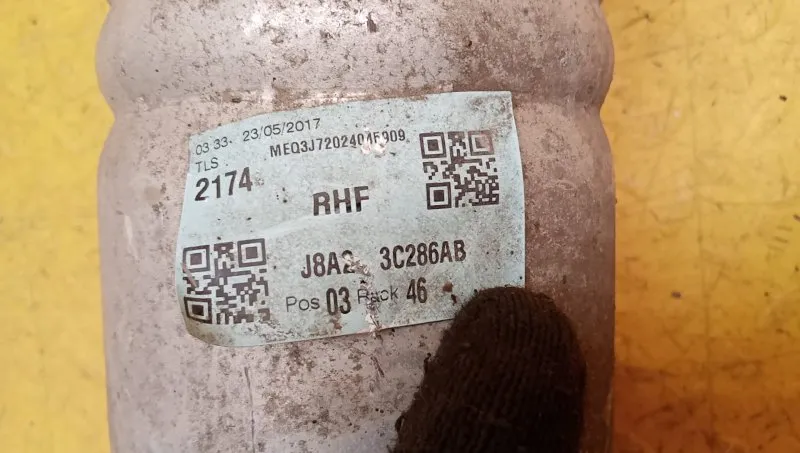 03 33 23/05/2017
TLS
2174
RHF
J8A2 3C286AB
Pos 03 Rack 46